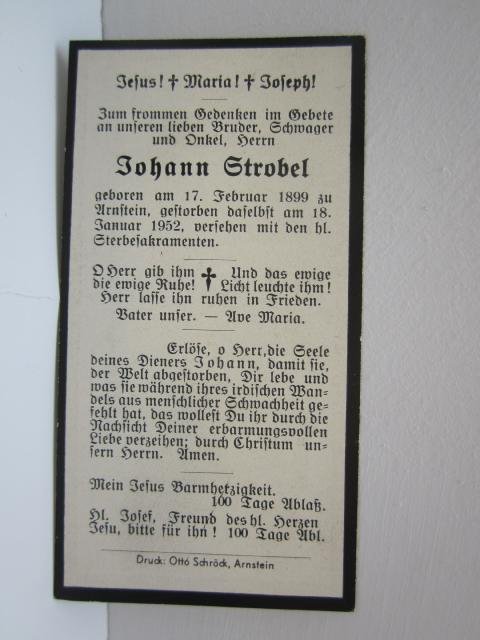 Jesus! † Maria! † Joseph!
Zum frommen Gedenken im Gebete
an unseren lieben Bruder, Schwager
und Onkel, Herrn
Johann Strobel
geboren am 17. Februar 1899 zu
Arnstein, gestorben daselbst am 18.
Januar 1952, versehen mit den hl.
Sterbesakramenten.
O Herr gib ihm † Und das ewige
die ewige Ruhe! Licht leuchte ihm!
Herr lasse ihn ruhen in Frieden.
Vater unser. — Ave Maria.
Erlöse, o Herr, die Seele
deines Dieners Johann, damit sie,
der Welt abgestorben, Dir lebe und
was sie während ihres irdischen Wan-
dels aus menschlicher Schwachheit ge-
fehlt hat, das wollest Du ihr durch die
Nachsicht Deiner erbarmungsvollen
Liebe verzeihen; durch Christum un-
sern Herrn. Amen.
Mein Jesus Barmhetzigkeit.
100 Tage Ablaß.
Hl. Josef, Freund des hl. Herzen
Jesu, bitte für ihn! 100 Tage Abl.
Druck: Otto Schröck, Arnstein